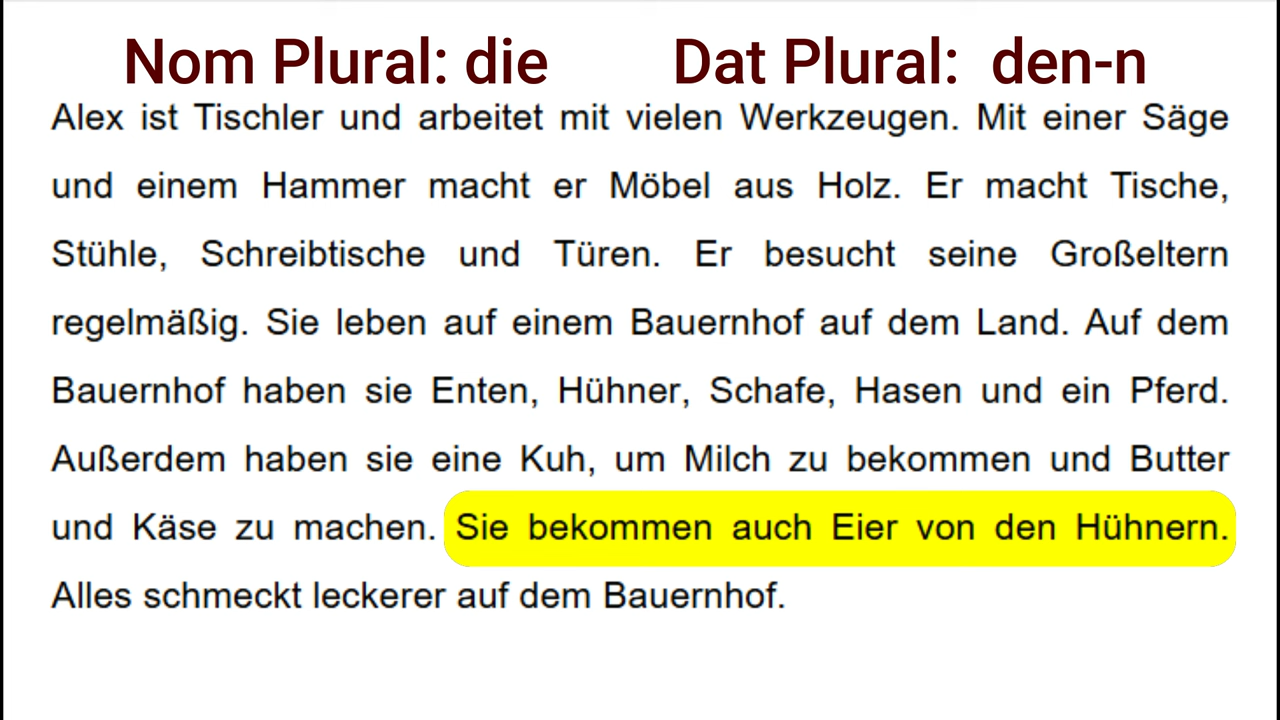 Nom Plural: die Dat Plural: den-n
Alex ist Tischler und arbeitet mit vielen Werkzeugen. Mit einer Säge
und einem Hammer macht er Möbel aus Holz. Er macht Tische,
Stühle, Schreibtische und Türen. Er besucht seine Großeltern
regelmäßig. Sie leben auf einem Bauernhof auf dem Land. Auf dem
Bauernhof haben sie Enten, Hühner, Schafe, Hasen und ein Pferd.
Außerdem haben sie eine Kuh, um Milch zu bekommen und Butter
und Käse zu machen. Sie bekommen auch Eier von den Hühnern.
Alles schmeckt leckerer auf dem Bauernhof.